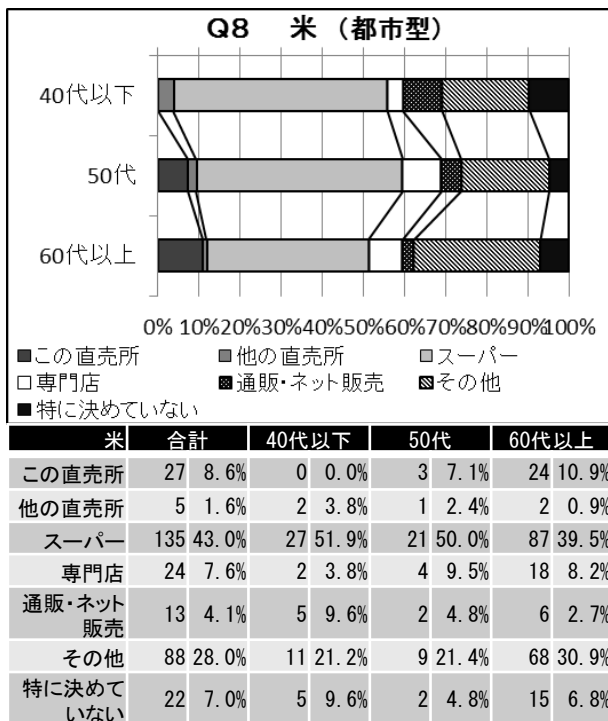 Q8　米（都市型）
40代以下
50代
60代以上
0% 10% 20% 30% 40% 50% 60% 70% 80% 90% 100%
■この直売所 ■他の直売所 ■スーパー
□専門店 ■通販・ネット販売 ■その他
■特に決めていない
米 合計 40代以下 50代 60代以上
この直売所 27 8.6% 0 0.0% 3 7.1% 24 10.9%
他の直売所 5 1.6% 2 3.8% 1 2.4% 2 0.9%
スーパー 135 43.0% 27 51.9% 21 50.0% 87 39.5%
専門店 24 7.6% 2 3.8% 4 9.5% 18 8.2%
通販・ネット
販売 13 4.1% 5 9.6% 2 4.8% 6 2.7%
その他 88 28.0% 11 21.2% 9 21.4% 68 30.9%
特に決めて
いない 22 7.0% 5 9.6% 2 4.8% 15 6.8%